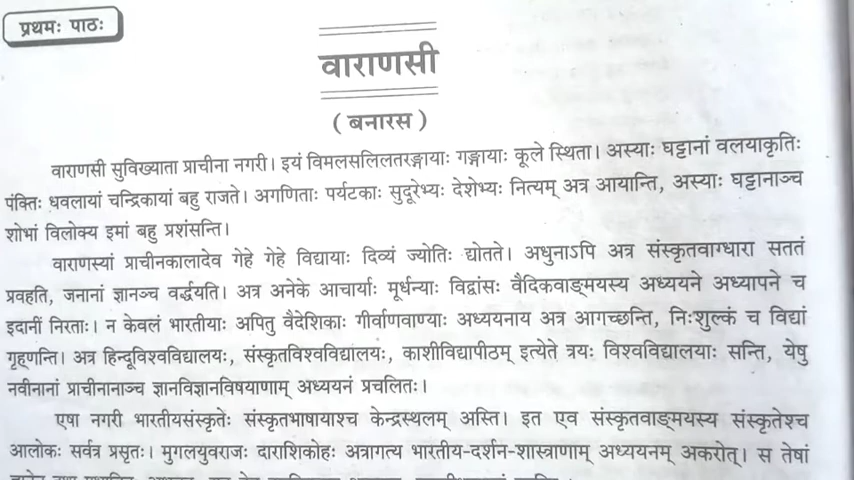 प्रथमः पाठः
वाराणसी
( बनारस )
वाराणसी सुविख्याता प्राचीना नगरी। इयं विमलसलिलतरङ्गायाः गङ्गायाः कूले स्थिता। अस्याः घट्टानां वलयाकृतिः
पंक्तिः धवलायां चन्द्रिकायां बहु राजते। अगणिताः पर्यटकाः सुदूरेभ्यः देशेभ्यः नित्यम् अत्र आयान्ति, अस्याः घट्टानाञ्च
शोभां विलोक्य इमां बहु प्रशंसन्ति।
वाराणस्यां प्राचीनकालादेव गेहे गेहे विद्यायाः दिव्यं ज्योतिः द्योतते। अधुनाऽपि अत्र संस्कृतवाग्धारा सततं
प्रवहति, जनानां ज्ञानञ्च वर्द्धयति। अत्र अनेके आचार्याः मूर्धन्याः विद्वांसः वैदिकवाङ्मयस्य अध्ययने अध्यापने च
इदानीं निरताः। न केवलं भारतीयाः अपितु वैदेशिकाः गीर्वाणवाण्याः अध्ययनाय अत्र आगच्छन्ति, निःशुल्कं च विद्यां
गृह्णन्ति। अत्र हिन्दूविश्वविद्यालयः, संस्कृतविश्वविद्यालयः, काशीविद्यापीठम् इत्येते त्रयः विश्वविद्यालयाः सन्ति, येषु
नवीनानां प्राचीनानाञ्च ज्ञानविज्ञानविषयाणाम् अध्ययनं प्रचलितः।
एषा नगरी भारतीयसंस्कृतेः संस्कृतभाषायाश्च केन्द्रस्थलम् अस्ति। इत एव संस्कृतवाङ्मयस्य संस्कृतेश्च
आलोकः सर्वत्र प्रसृतः। मुगलयुवराजः दाराशिकोहः अत्रागत्य भारतीय-दर्शन-शास्त्राणाम् अध्ययनम् अकरोत्। स तेषां